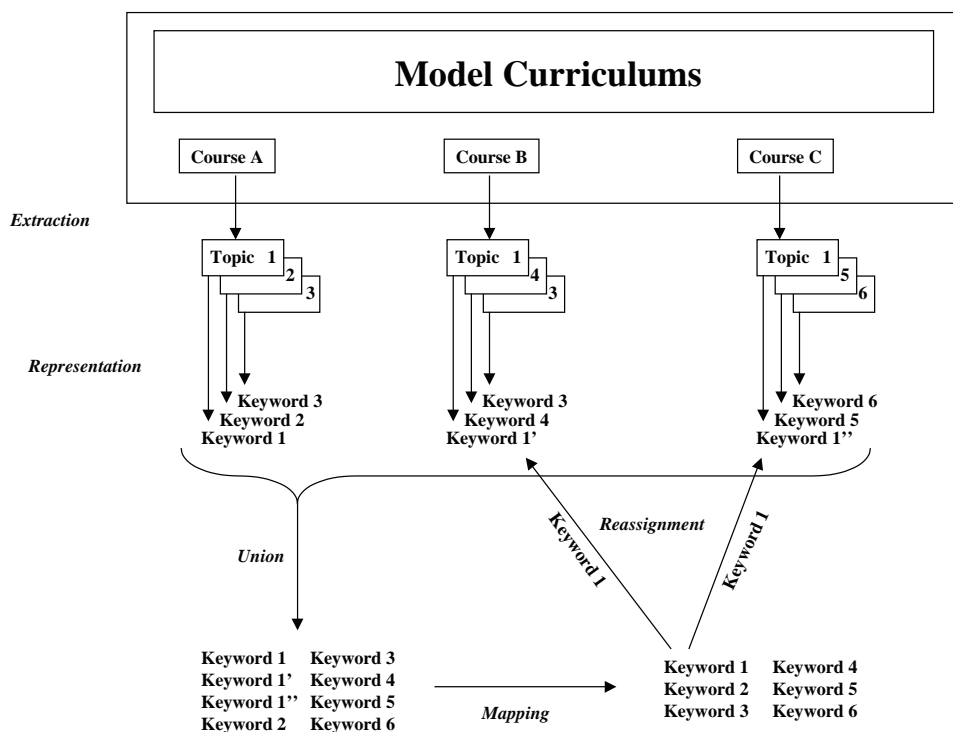 Model Curriculums
Course A
Course B
Course C
Extraction
Topic 1
2
3
Topic 1
4
3
Topic 1
5
6
Representation
Keyword 3
Keyword 2
Keyword 1
Keyword 3
Keyword 4
Keyword 1'
Keyword 6
Keyword 5
Keyword 1’’
Reassignment
Keyword 1
Keyword 1
Union
Keyword 1 Keyword 3
Keyword 1' Keyword 4
Keyword 1’’ Keyword 5
Keyword 2 Keyword 6
Mapping
Keyword 1 Keyword 4
Keyword 2 Keyword 5
Keyword 3 Keyword 6